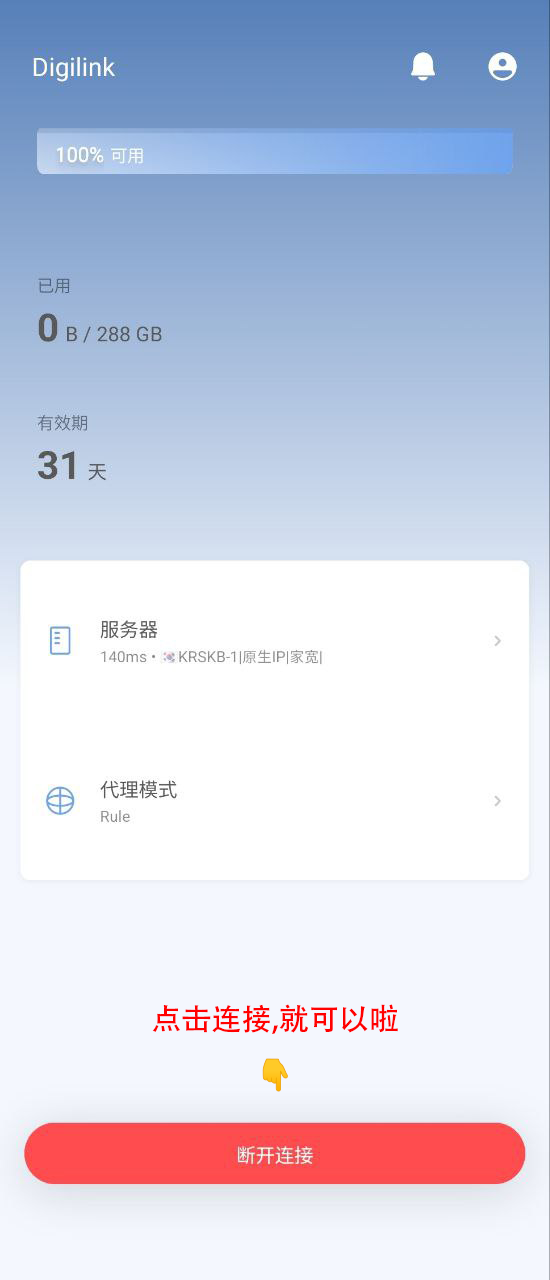 Digilink
100% 可用
已用
0 B / 288 GB
有效期
31 天
服务器
140ms • 🇰🇷KRSKB-1|原生IP|家宽|
代理模式
Rule
点击连接,就可以啦
👇
断开连接